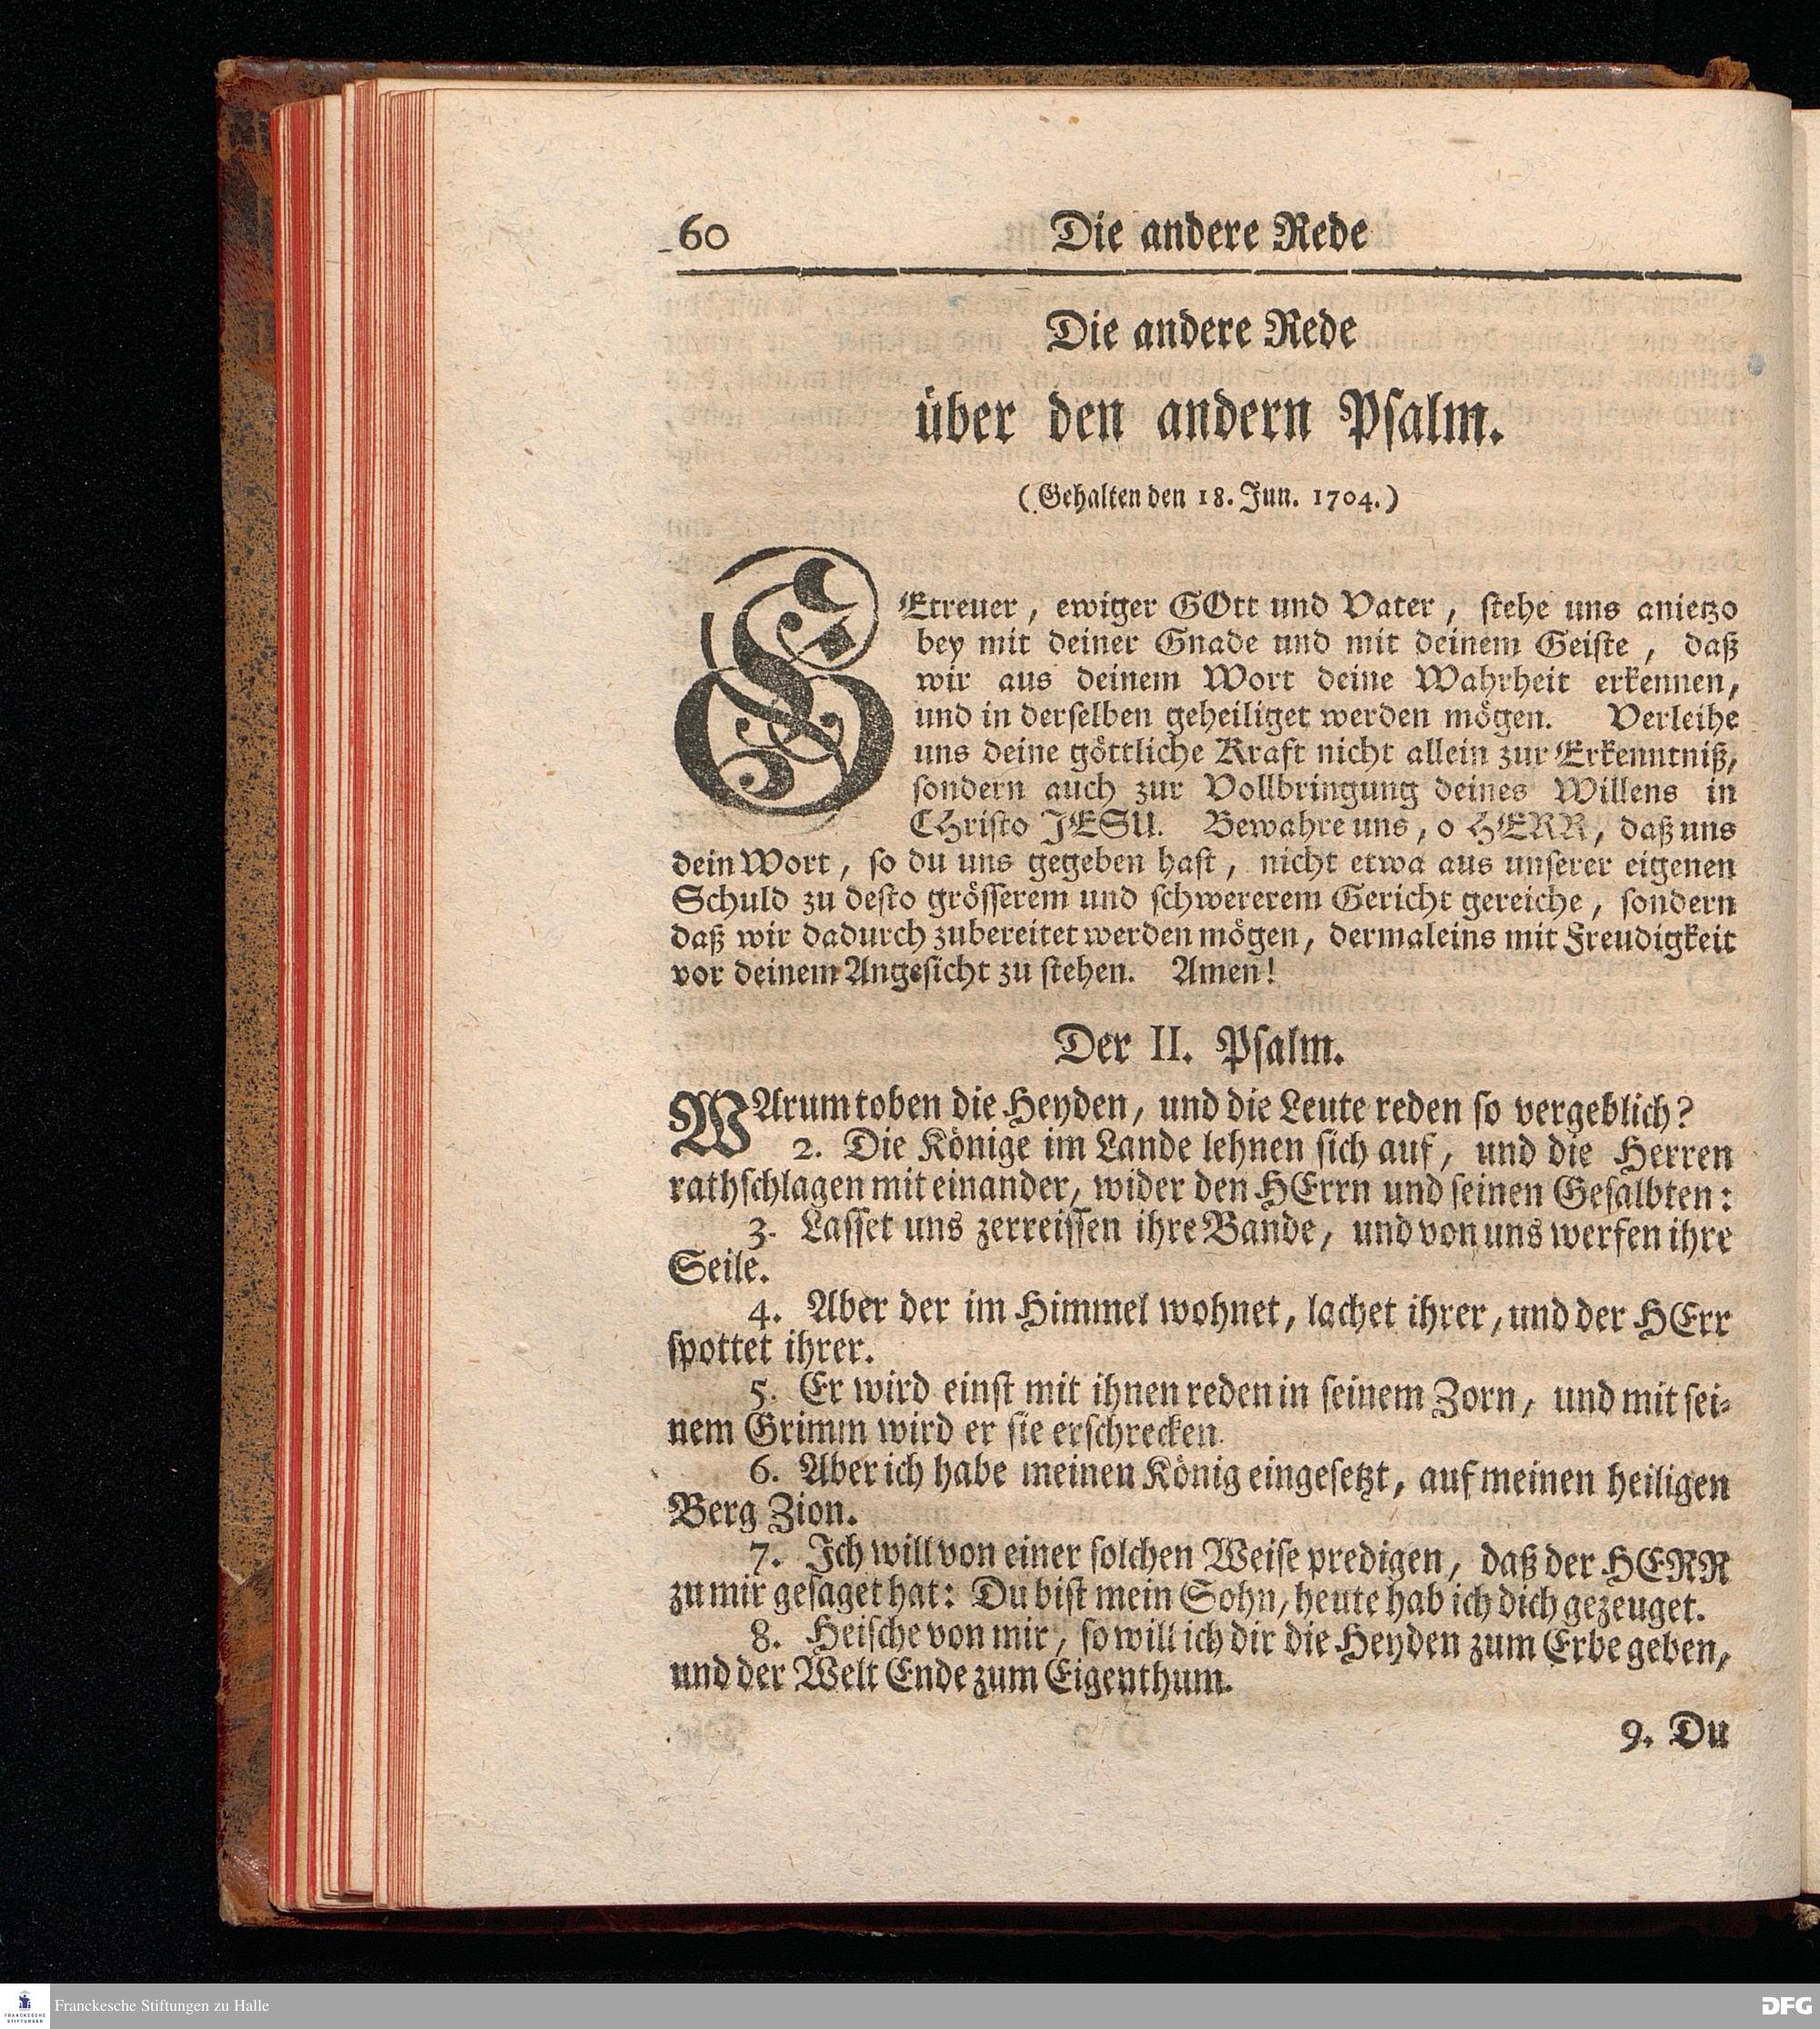 60 Die andere Rede
Die andere Rede
über den andern Psalm.
(Gehalten den 18. Jun. 1704.)
GEtreuer, ewiger GOtt und Vater, stehe uns anietzo
bey mit deiner Gnade und mit deinem Geiste, daß
wir aus deinem Wort deine Wahrheit erkennen,
und in derselben geheiliget werden mögen. Verleihe
uns deine göttliche Kraft nicht allein zur Erkenntniß,
sondern auch zur Vollbringung deines Willens in
CHristo JESU. Bewahre uns, o HERR, daß uns
dein Wort, so du uns gegeben hast, nicht etwa aus unserer eigenen
Schuld zu desto grösserem und schwererem Gericht gereiche, sondern
daß wir dadurch zubereitet werden mögen, dermaleins mit Freudigkeit
vor deinem Angesicht zu stehen. Amen!
Der II. Psalm.
WArum toben die Heyden, und die Leute reden so vergeblich?
2. Die Könige im Lande lehnen sich auf, und die Herren
rathschlagen mit einander, wider den HErrn und seinen Gesalbten:
3. Lasset uns zerreissen ihre Bande, und von uns werfen ihre
Seile.
4. Aber der im Himmel wohnet, lachet ihrer, und der HErr
spottet ihrer.
5. Er wird einst mit ihnen reden in seinem Zorn, und mit sei-
nem Grimm wird er sie erschrecken.
6. Aber ich habe meinen König eingesetzt, auf meinen heiligen
Berg Zion.
7. Ich will von einer solchen Weise predigen, daß der HERR
zu mir gesaget hat: Du bist mein Sohn, heute hab ich dich gezeuget.
8. Heische von mir, so will ich dir die Heyden zum Erbe geben,
und der Welt Ende zum Eigenthum.
9. Du
FRANCKESCHE
STIFTUNGEN
Franckesche Stiftungen zu Halle
DFG